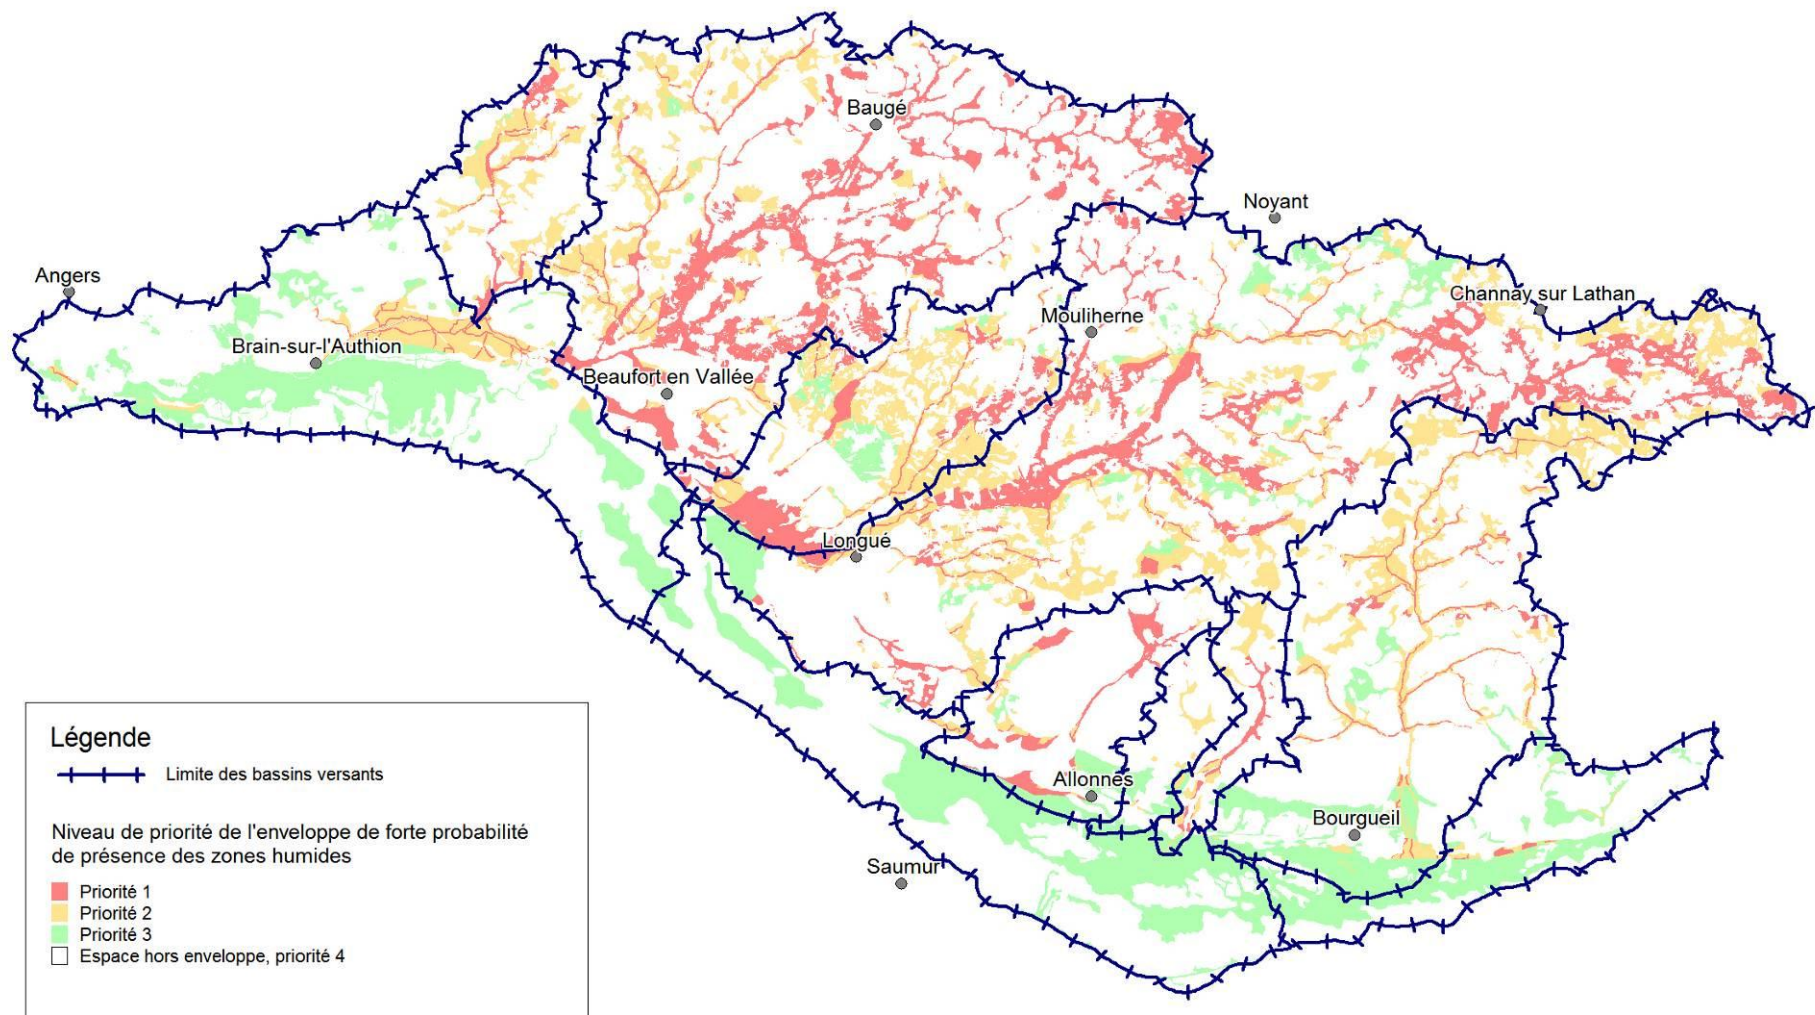 Baugé
Noyant
Angers
Channay sur Lathan
Mouliherne
Brain-sur-l'Authion
Beaufort en Vallée
Longué
Allonnes
Bourgueil
Saumur
Légende
Limite des bassins versants
Niveau de priorité de l'enveloppe de forte probabilité
de présence des zones humides
Priorité 1
Priorité 2
Priorité 3
Espace hors enveloppe, priorité 4